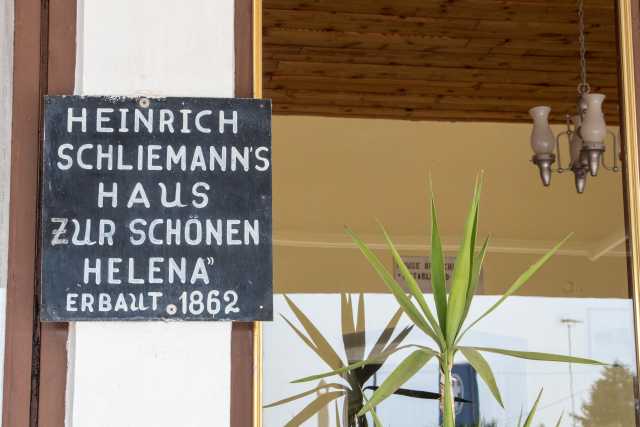 HEINRICH
SCHLIEMANN'S
HAUS
ZUR SCHÖNEN
HELENA"
ERBAUT 1862